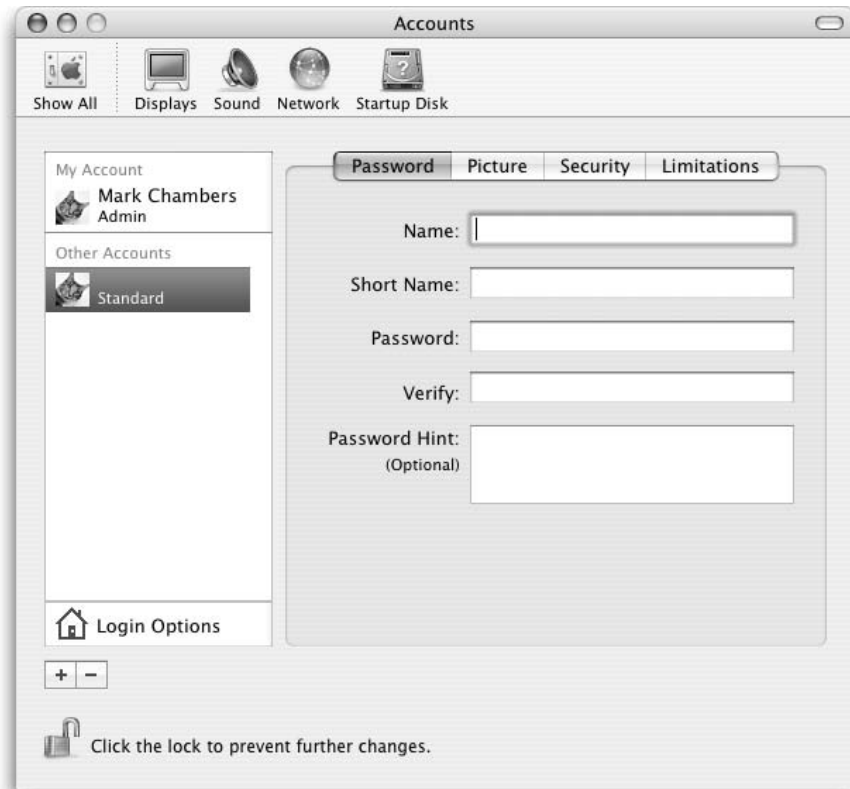 Accounts
Show All Displays Sound Network Startup Disk
My Account
Mark Chambers
Admin
Other Accounts
Standard
Login Options
Password Picture Security Limitations
Name:
Short Name:
Password:
Verify:
Password Hint:
(Optional)
+ −
Click the lock to prevent further changes.